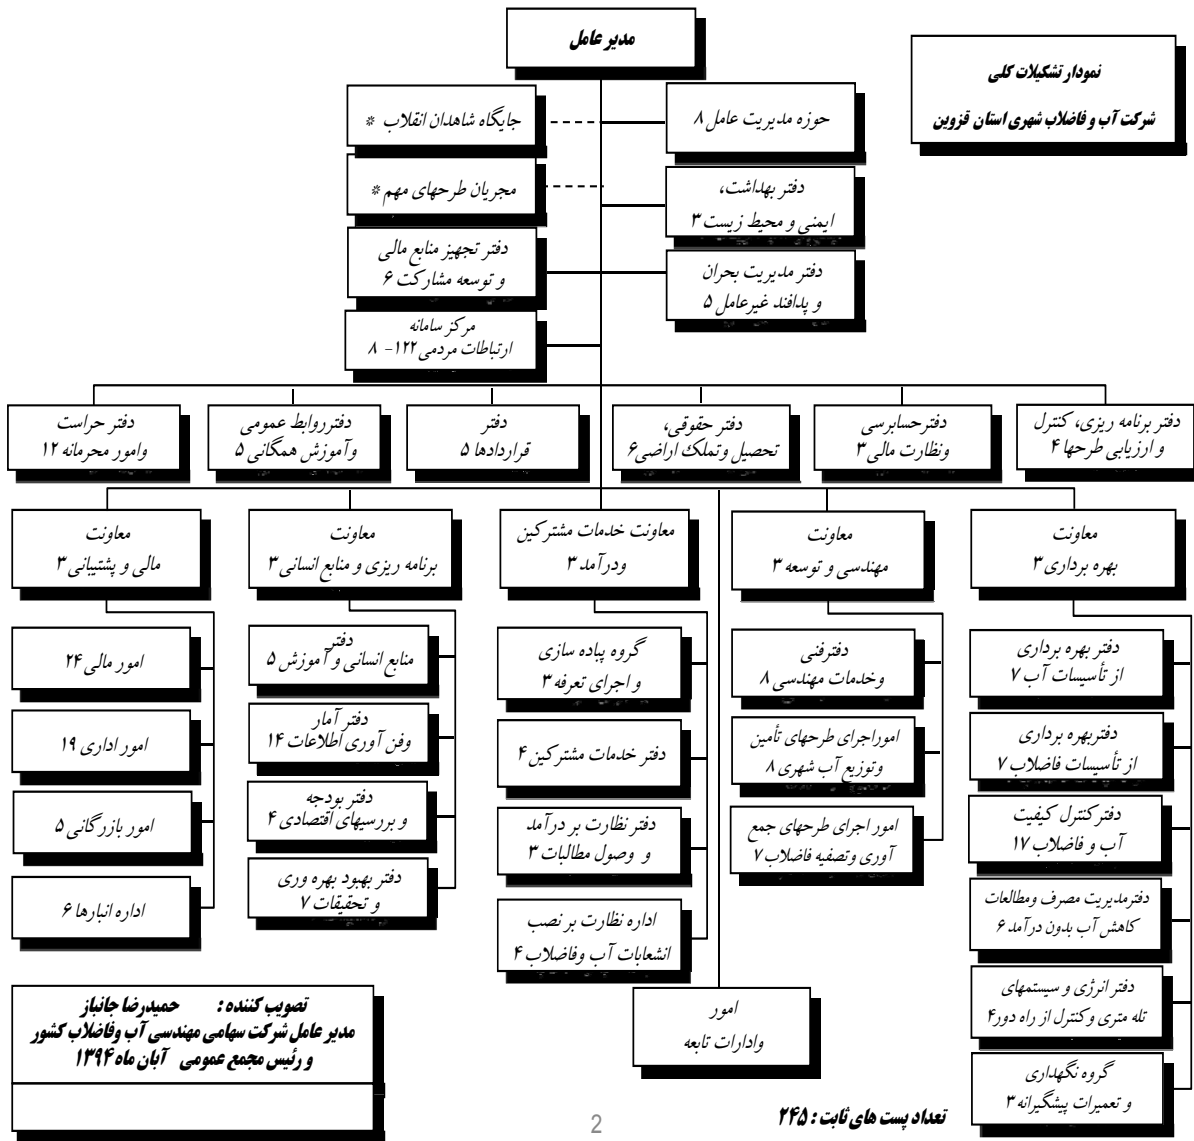 مدیر عامل
نمودار تشکیلات کلی
شرکت آب و فاضلاب شهری استان قزوین
حوزه مدیریت عامل ۸
جایگاه شاهدان انقلاب *
دفتر بهداشت،
ایمنی و محیط زیست ۳
مجریان طرحهای مهم *
دفتر مدیریت بحران
و پدافند غیرعامل ۵
دفتر تجهیز منابع مالی
و توسعه مشارکت ۶
مرکز سامانه
ارتباطات مردمی ۱۲۲- ۸
دفتر برنامه ریزی، کنترل
و ارزیابی طرحها ۴
دفترحسابرسی
ونظارت مالی ۳
دفتر حقوقی،
تحصیل وتملک اراضی ۶
دفتر
قراردادها ۵
دفترروابط عمومی
وآموزش همگانی ۵
دفتر حراست
وامور محرمانه ۱۲
معاونت
بهره برداری ۳
معاونت
مهندسی و توسعه ۳
معاونت خدمات مشترکین
ودرآمد ۳
معاونت
برنامه ریزی و منابع انسانی ۳
معاونت
مالی و پشتیبانی ۳
دفتر بهره برداری
از تأسیسات آب ۷
دفتربهره برداری
از تأسیسات فاضلاب ۷
دفترکنترل کیفیت
آب و فاضلاب ۱۷
دفترمدیریت مصرف ومطالعات
کاهش آب بدون درآمد ۶
دفتر انرژی و سیستمهای
تله متری وکنترل از راه دور۴
گروه نگهداری
و تعمیرات پیشگیرانه ۳
دفترفنی
وخدمات مهندسی ۸
اموراجرای طرحهای تأمین
وتوزیع آب شهری ۸
امور اجرای طرحهای جمع
آوری وتصفیه فاضلاب ۷
گروه پیاده سازی
و اجرای تعرفه ۳
دفتر خدمات مشترکین ۴
دفتر نظارت بر درآمد
و وصول مطالبات ۳
اداره نظارت بر نصب
انشعابات آب وفاضلاب ۴
دفتر
منابع انسانی و آموزش ۵
دفتر آمار
وفن آوری اطلاعات ۱۴
دفتر بودجه
و بررسیهای اقتصادی ۴
دفتر بهبود بهره وری
و تحقیقات ۷
امور مالی ۲۴
امور اداری ۱۹
امور بازرگانی ۵
اداره انبارها ۶
امور
وادارات تابعه
تصویب کننده : حمیدرضا جانباز
مدیر عامل شرکت سهامی مهندسی آب وفاضلاب کشور
و رئیس مجمع عمومی آبان ماه ۱۳۹۴
تعداد پست های ثابت : ۲۴۵
2